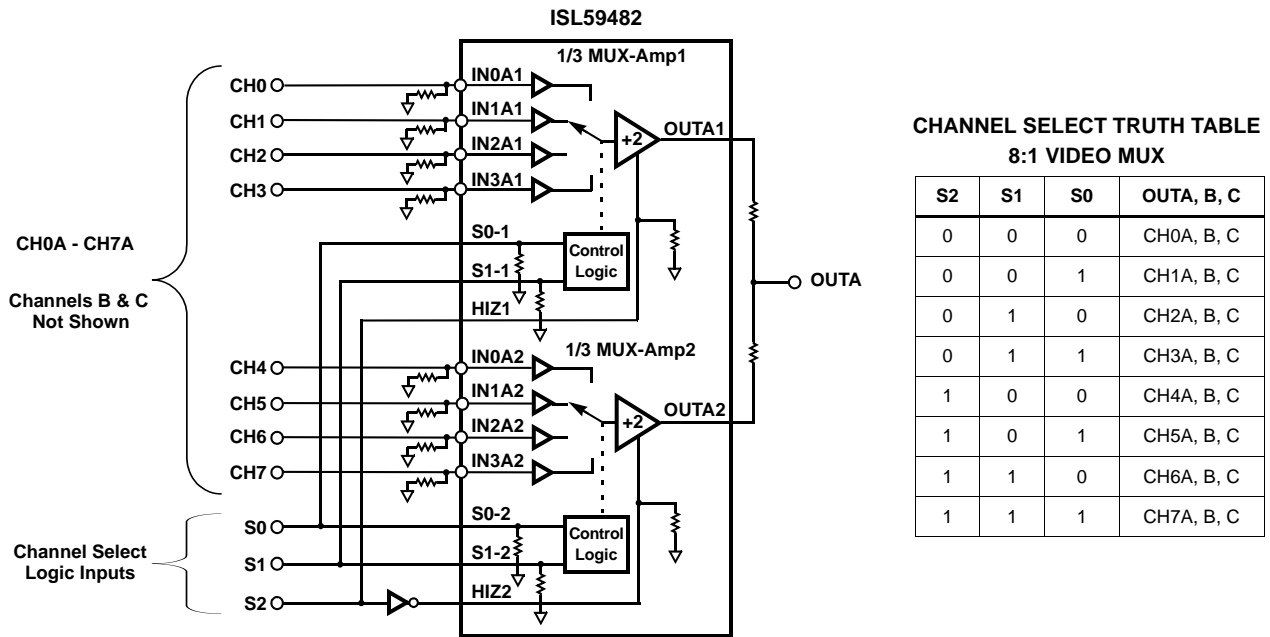 ISL59482
1/3 MUX-Amp1
CH0
IN0A1
CH1
IN1A1
CH2
IN2A1
CH3
IN3A1
+2
OUTA1
CH0A - CH7A
Channels B & C
Not Shown
S0-1
S1-1
Control
Logic
HIZ1
OUTA
1/3 MUX-Amp2
CH4
IN0A2
CH5
IN1A2
CH6
IN2A2
CH7
IN3A2
+2
OUTA2
Channel Select
Logic Inputs
S0
S0-2
S1
S1-2
Control
Logic
S2
HIZ2
CHANNEL SELECT TRUTH TABLE
8:1 VIDEO MUX
S2 S1 S0 OUTA, B, C
0 0 0 CH0A, B, C
0 0 1 CH1A, B, C
0 1 0 CH2A, B, C
0 1 1 CH3A, B, C
1 0 0 CH4A, B, C
1 0 1 CH5A, B, C
1 1 0 CH6A, B, C
1 1 1 CH7A, B, C